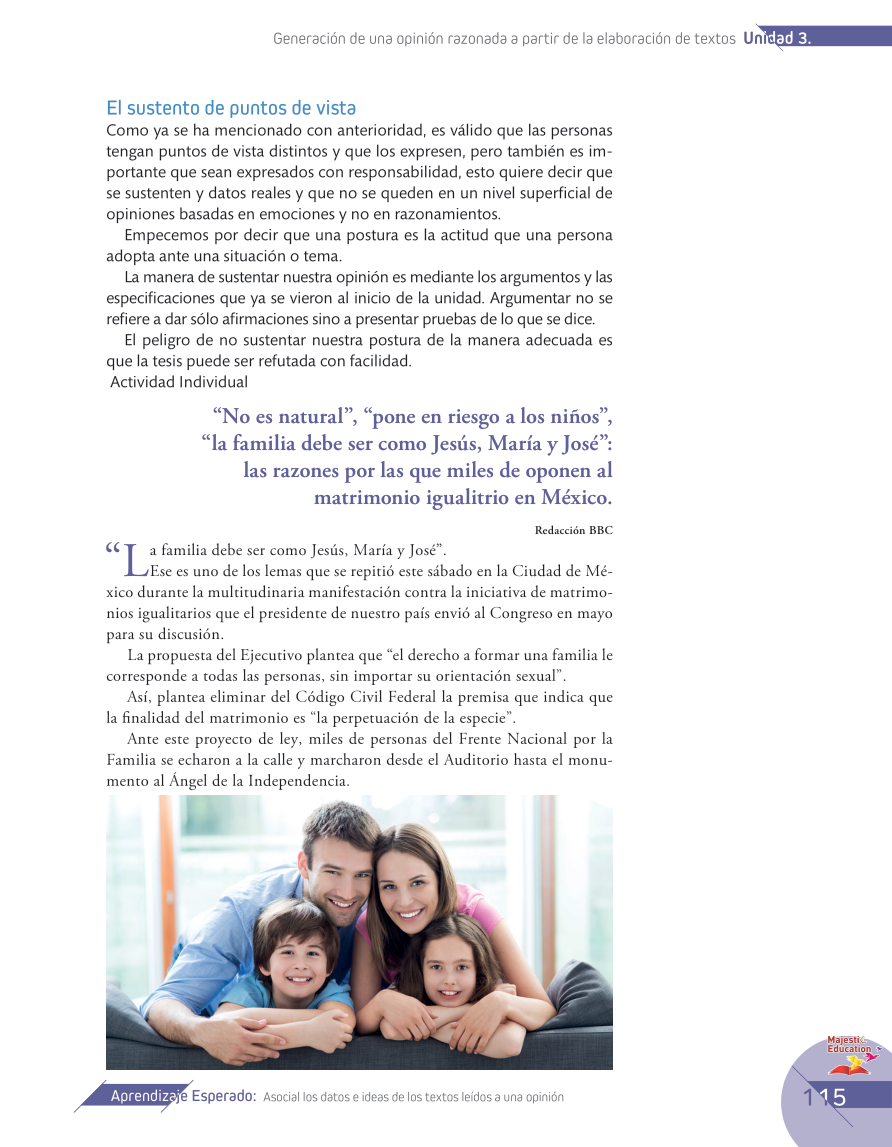 Generación de una opinión razonada a partir de la elaboración de textos Unidad 3.
El sustento de puntos de vista
Como ya se ha mencionado con anterioridad, es válido que las personas
tengan puntos de vista distintos y que los expresen, pero también es im-
portante que sean expresados con responsabilidad, esto quiere decir que
se sustenten y datos reales y que no se queden en un nivel superficial de
opiniones basadas en emociones y no en razonamientos.
Empecemos por decir que una postura es la actitud que una persona
adopta ante una situación o tema.
La manera de sustentar nuestra opinión es mediante los argumentos y las
especificaciones que ya se vieron al inicio de la unidad. Argumentar no se
refiere a dar sólo afirmaciones sino a presentar pruebas de lo que se dice.
El peligro de no sustentar nuestra postura de la manera adecuada es
que la tesis puede ser refutada con facilidad.
Actividad Individual
“No es natural”, “pone en riesgo a los niños”,
“la familia debe ser como Jesús, María y José”:
las razones por las que miles de oponen al
matrimonio igualitrio en México.
Redacción BBC
“La familia debe ser como Jesús, María y José”.
Ese es uno de los lemas que se repitió este sábado en la Ciudad de Mé-
xico durante la multitudinaria manifestación contra la iniciativa de matrimo-
nios igualitarios que el presidente de nuestro país envió al Congreso en mayo
para su discusión.
La propuesta del Ejecutivo plantea que “el derecho a formar una familia le
corresponde a todas las personas, sin importar su orientación sexual”.
Así, plantea eliminar del Código Civil Federal la premisa que indica que
la finalidad del matrimonio es “la perpetuación de la especie”.
Ante este proyecto de ley, miles de personas del Frente Nacional por la
Familia se echaron a la calle y marcharon desde el Auditorio hasta el monu-
mento al Ángel de la Independencia.
Majestic
Education
Aprendizaje Esperado: Asocial los datos e ideas de los textos leídos a una opinión
115